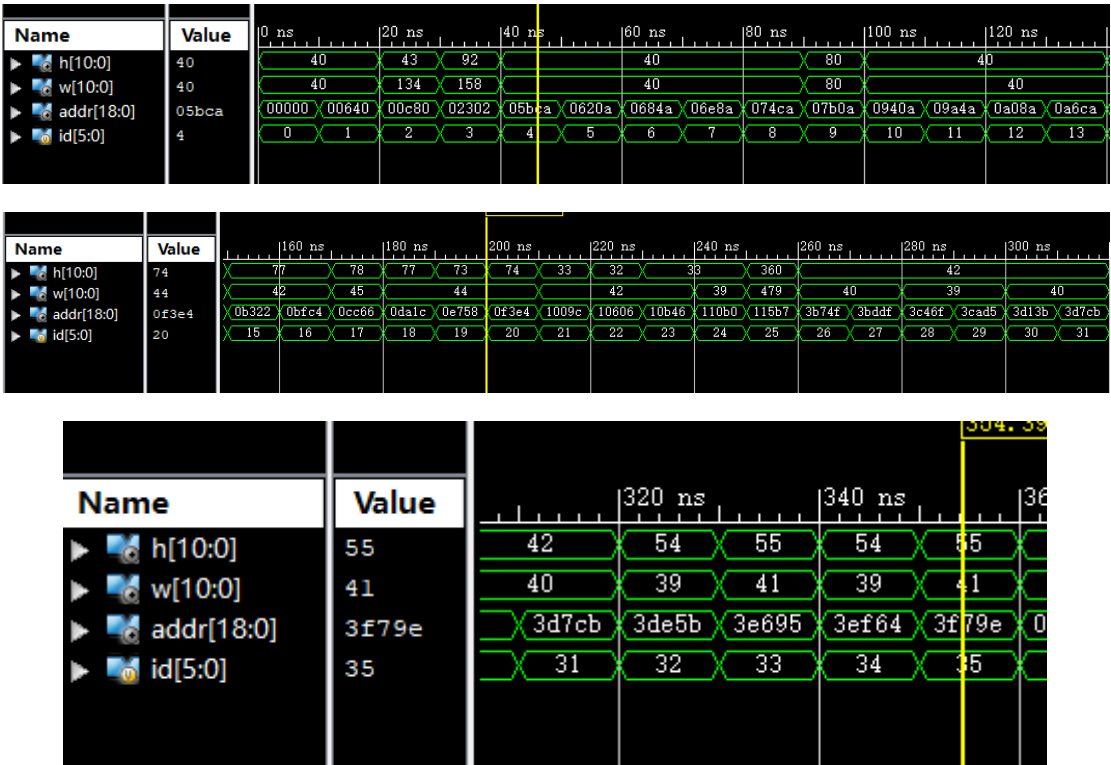 Name Value 0 ns 20 ns 40 ns 60 ns 80 ns 100 ns 120 ns
h[10:0] 40 40 43 92 40 80 40
w[10:0] 40 40 134 158 40 80 40
addr[18:0] 05bca 00000 00640 00c80 02302 05bca 0620a 0684a 06e8a 074ca 07b0a 0940a 09a4a 0a08a 0a6ca
id[5:0] 4 0 1 2 3 4 5 6 7 8 9 10 11 12 13
Name Value 160 ns 180 ns 200 ns 220 ns 240 ns 260 ns 280 ns 300 ns
h[10:0] 74 77 78 77 73 74 33 32 33 360 42
w[10:0] 44 42 45 44 42 39 479 40 39 40
addr[18:0] 0f3e4 0b322 0bfc4 0cc66 0da1c 0e758 0f3e4 1009c 10606 10b46 110b0 115b7 3b74f 3bddf 3c46f 3cad5 3d13b 3d7cb
id[5:0] 20 15 16 17 18 19 20 21 22 23 24 25 26 27 28 29 30 31
Name Value 320 ns 340 ns
h[10:0] 55 42 54 55 54 55
w[10:0] 41 40 39 41 39 41
addr[18:0] 3f79e 3d7cb 3de5b 3e695 3ef64 3f79e 0
id[5:0] 35 31 32 33 34 35